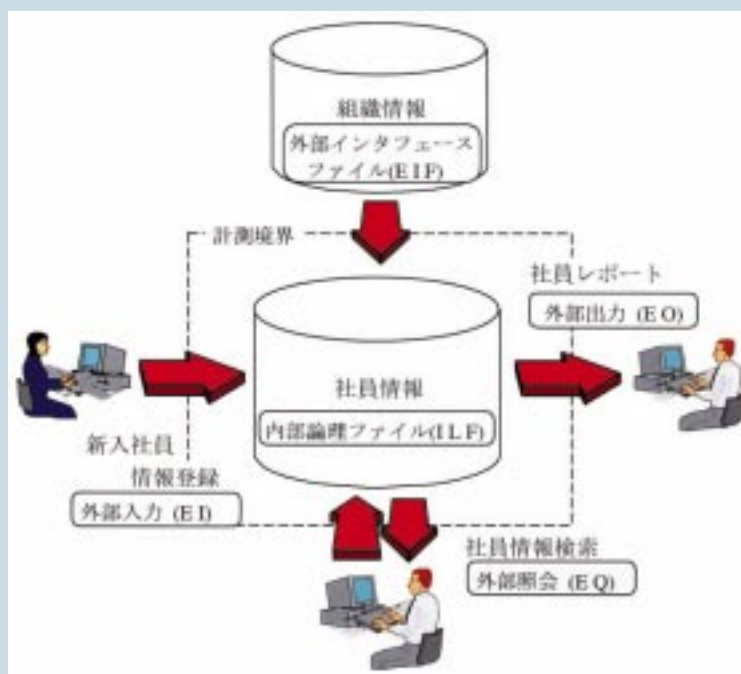 組織情報
外部インタフェース
ファイル(EIF)
計測境界
社員レポート
外部出力 (EO)
社員情報
内部論理ファイル(ILF)
新入社員
情報登録
外部入力 (EI)
社員情報検索
外部照会 (EQ)